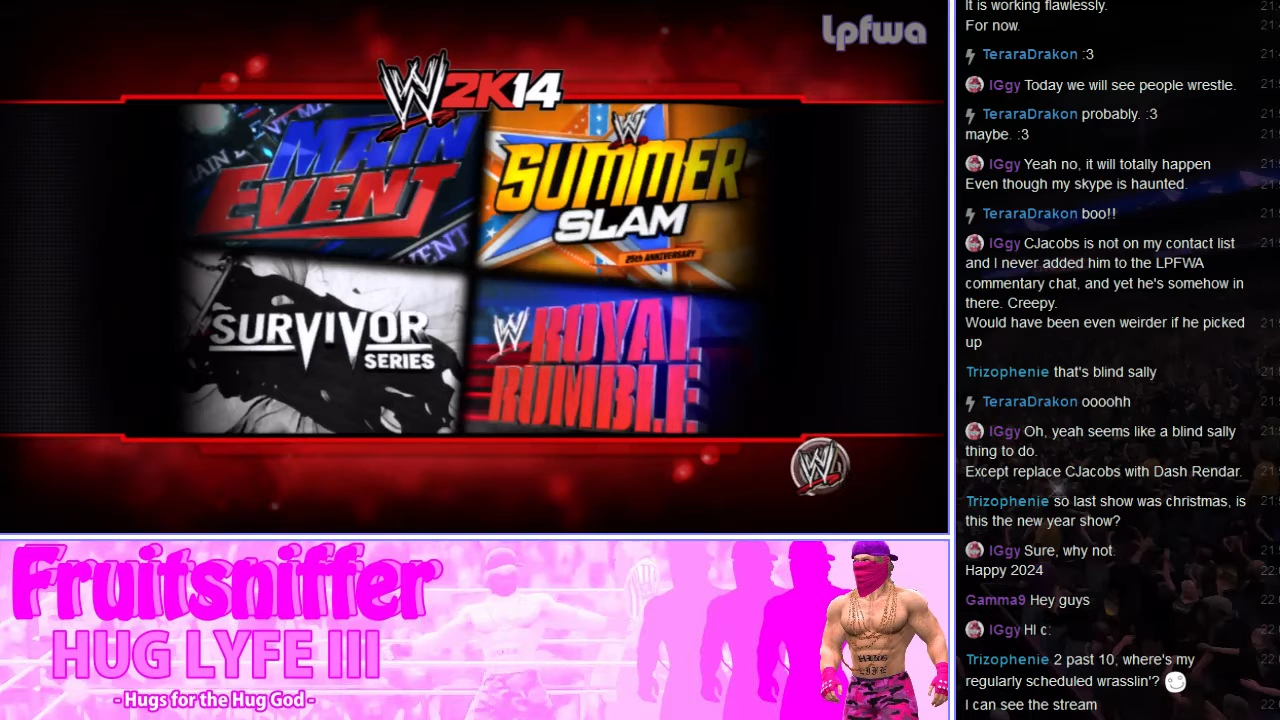 lpfwa
W2K14
MAIN EVENT
SUMMER SLAM
25th ANNIVERSARY
SURVIVOR SERIES
ROYAL RUMBLE
Fruitsniffer
HUG LYFE III
- Hugs for the Hug God -
It is working flawlessly.
For now.
TeraraDrakon :3
IGgy Today we will see people wrestle.
TeraraDrakon probably. :3
maybe. :3
IGgy Yeah no, it will totally happen
Even though my skype is haunted.
TeraraDrakon boo!!
IGgy CJacobs is not on my contact list
and I never added him to the LPFWA
commentary chat, and yet he's somehow in
there. Creepy.
Would have been even weirder if he picked
up
Trizophenie that's blind sally
TeraraDrakon oooohh
IGgy Oh, yeah seems like a blind sally
thing to do.
Except replace CJacobs with Dash Rendar.
Trizophenie so last show was christmas, is
this the new year show?
IGgy Sure, why not.
Happy 2024
Gamma9 Hey guys
IGgy HI c:
Trizophenie 2 past 10, where's my
regularly scheduled wrasslin'?
I can see the stream